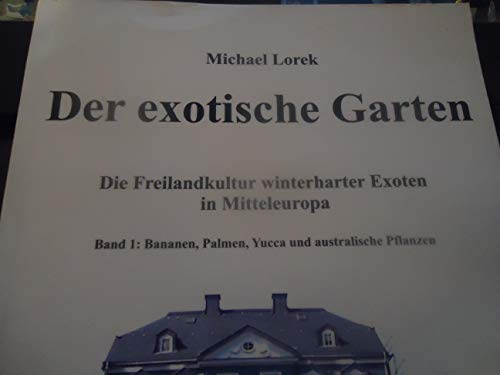 Michael Lorek
Der exotische Garten
Die Freilandkultur winterharter Exoten
in Mitteleuropa
Band 1: Bananen, Palmen, Yucca und australische Pflanzen